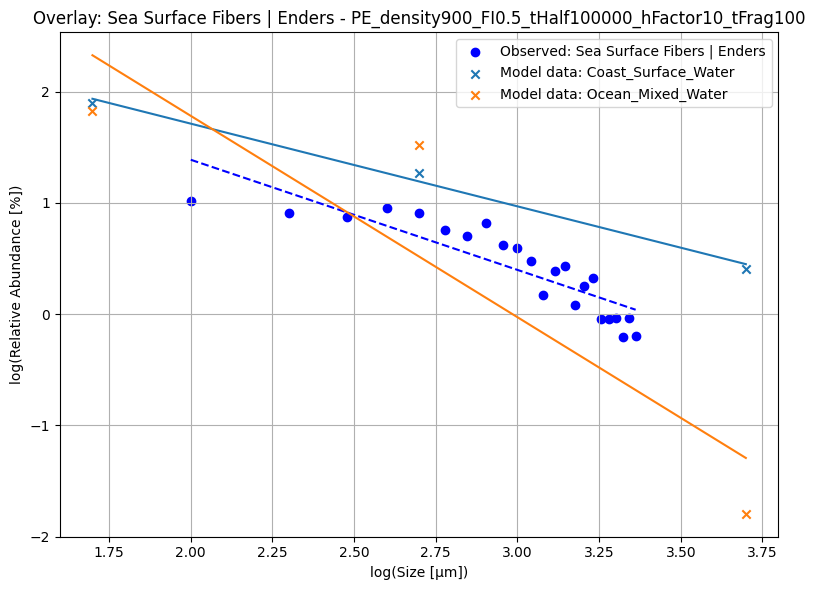 Overlay: Sea Surface Fibers | Enders - PE_density900_FI0.5_tHalf100000_hFactor10_tFrag100
Observed: Sea Surface Fibers | Enders
Model data: Coast_Surface_Water
Model data: Ocean_Mixed_Water
log(Relative Abundance [%])
2
1
0
−1
−2
1.75
2.00
2.25
2.50
2.75
3.00
3.25
3.50
3.75
log(Size [μm])